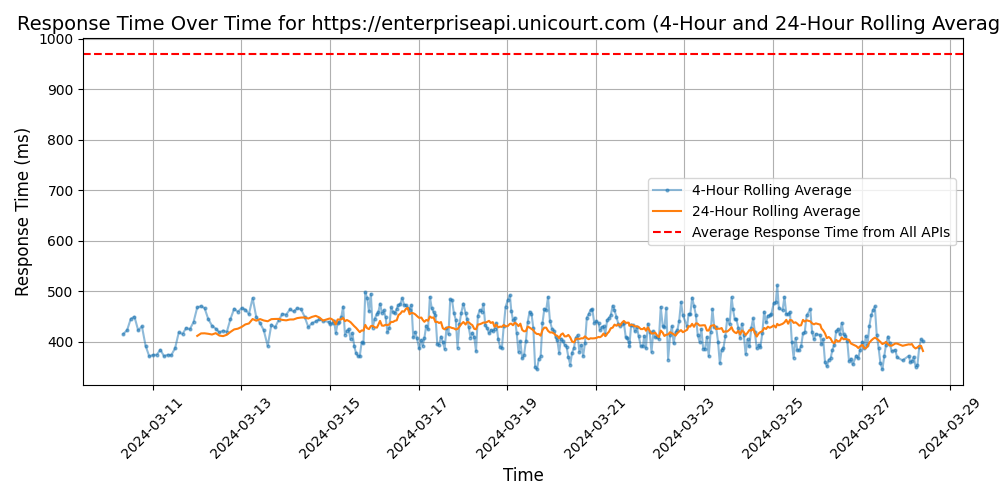 Response Time Over Time for https://enterpriseapi.unicourt.com (4-Hour and 24-Hour Rolling Averag
Response Time (ms)
1000
900
800
700
600
500
400
4-Hour Rolling Average
24-Hour Rolling Average
Average Response Time from All APIs
2024-03-11
2024-03-13
2024-03-15
2024-03-17
2024-03-19
2024-03-21
2024-03-23
2024-03-25
2024-03-27
2024-03-29
Time